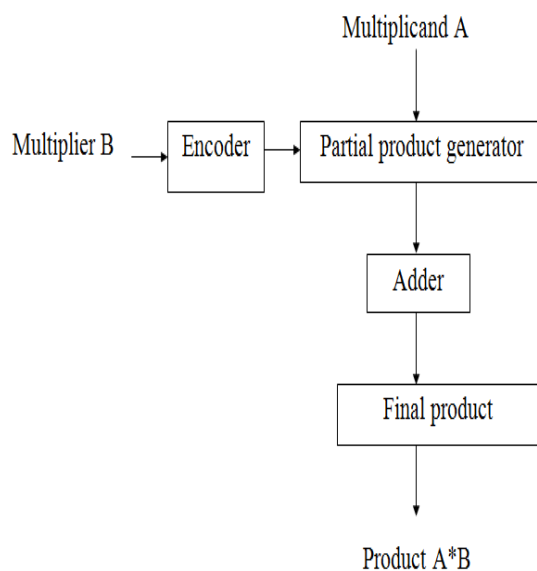 Multiplicand A
Multiplier B
Encoder
Partial product generator
Adder
Final product
Product A*B